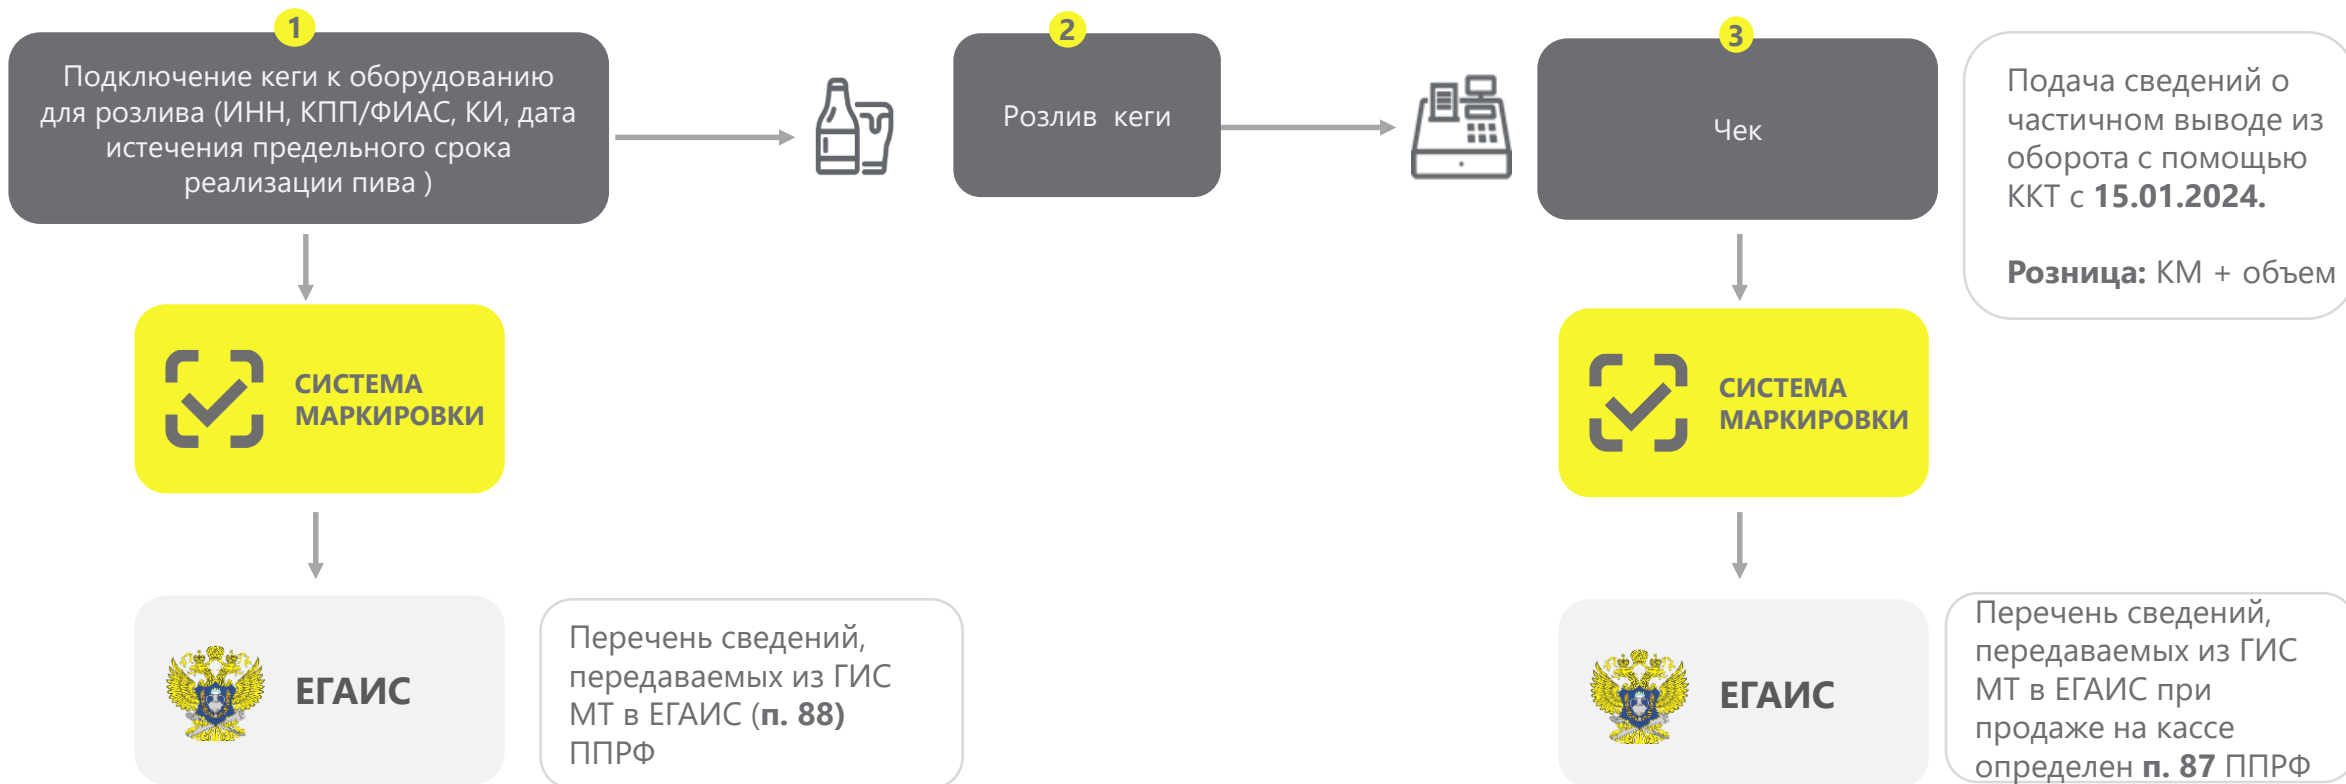 1
Подключение кеги к оборудованию
для розлива (ИНН, КПП/ФИАС, КИ, дата
истечения предельного срока
реализации пива )
2
Розлив  кеги
3
Чек
Подача сведений о
частичном выводе из
оборота с помощью
ККТ с 15.01.2024.
Розница: КМ + объем
СИСТЕМА
МАРКИРОВКИ
СИСТЕМА
МАРКИРОВКИ
ЕГАИС
Перечень сведений,
передаваемых из ГИС
МТ в ЕГАИС (п. 88)
ППРФ
ЕГАИС
Перечень сведений,
передаваемых из ГИС
МТ в ЕГАИС при
продаже на кассе
определен п. 87 ППРФ